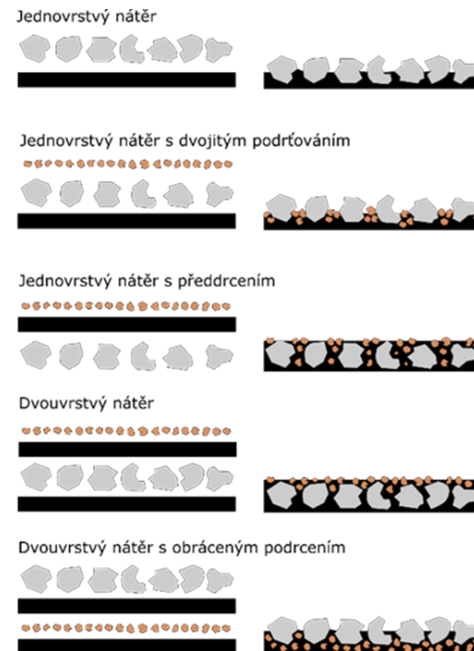 Jednovrstvý nátěr
Jednovrstvý nátěr s dvojitým podrťováním
Jednovrstvý nátěr s předdrcením
Dvouvrstvý nátěr
Dvouvrstvý nátěr s obráceným podrcením